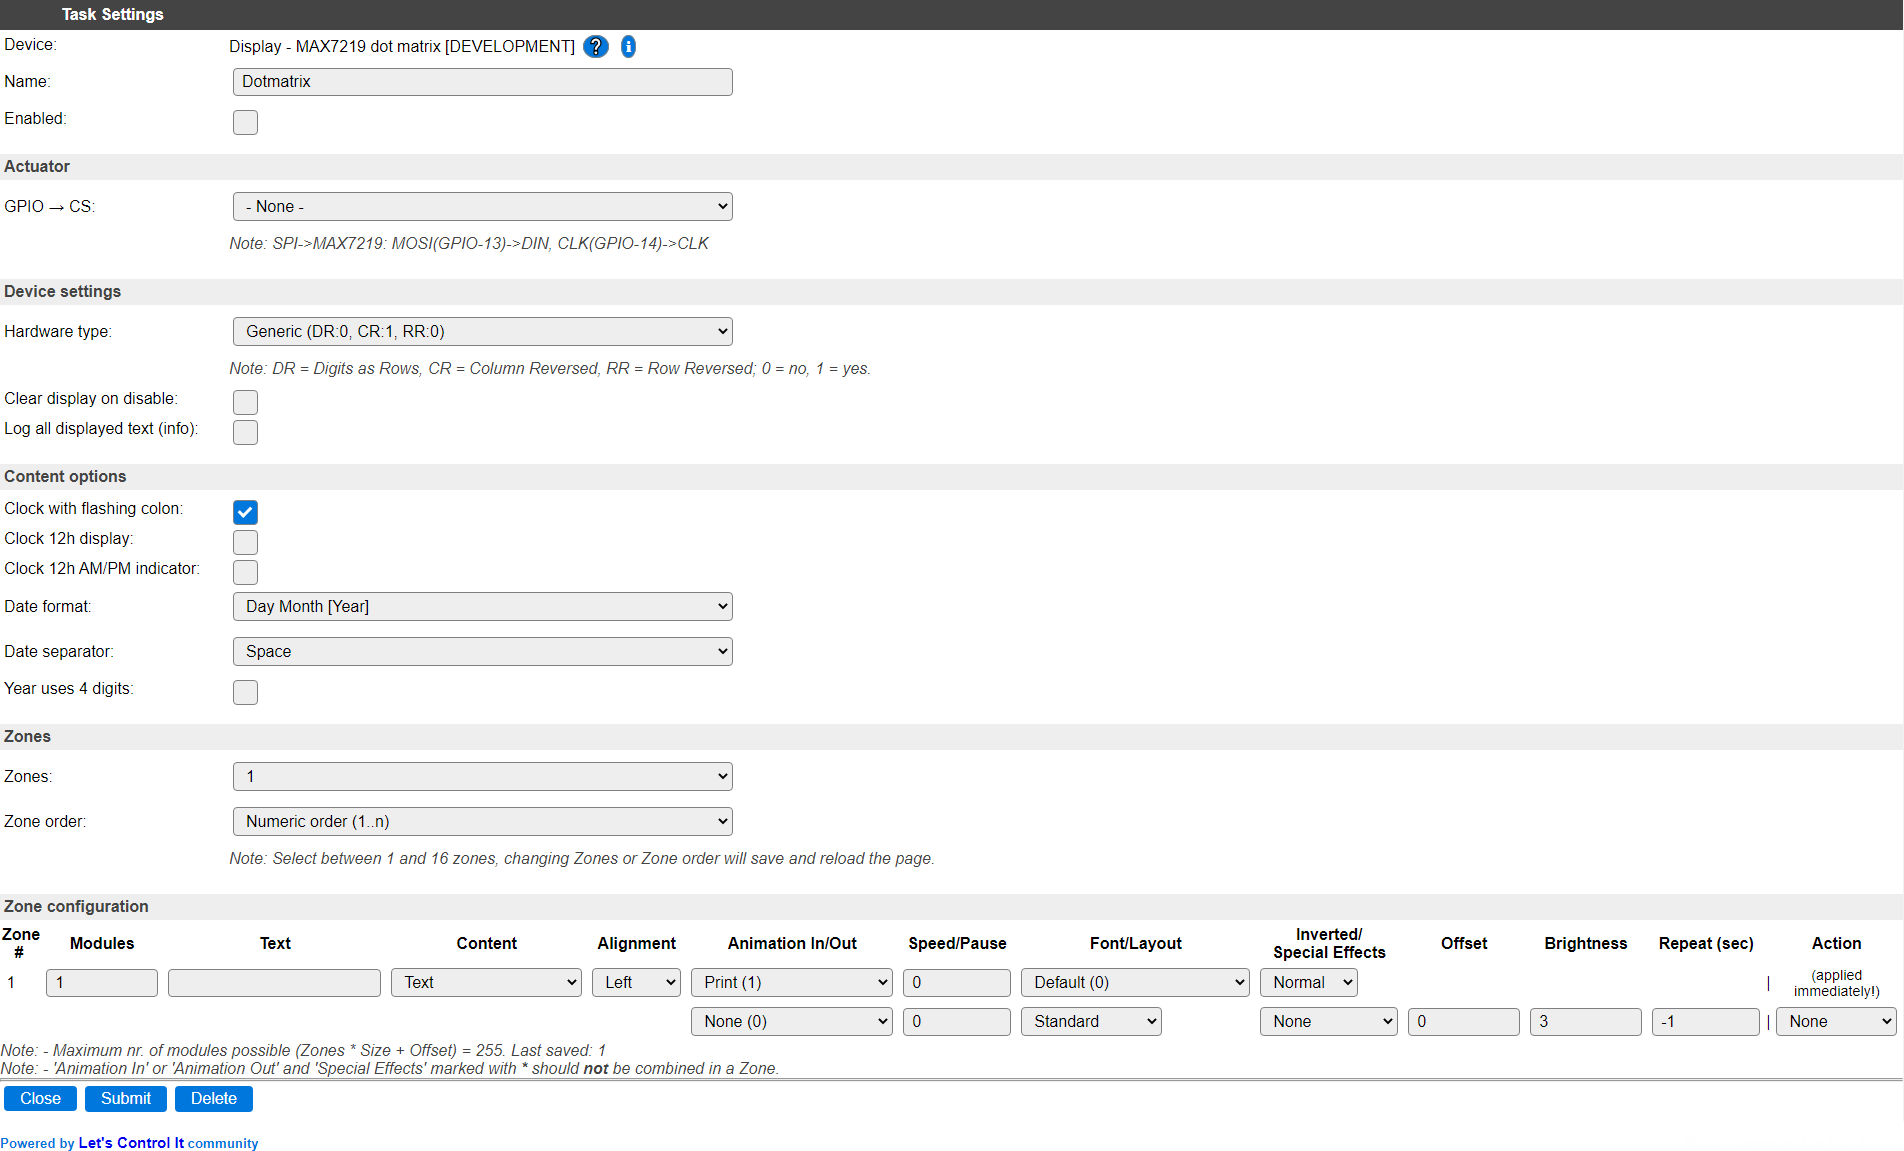 Task Settings
Device: Display - MAX7219 dot matrix [DEVELOPMENT] ? i
Name: Dotmatrix
Enabled:
Actuator
GPIO → CS: - None -
Note: SPI->MAX7219: MOSI(GPIO-13)->DIN, CLK(GPIO-14)->CLK
Device settings
Hardware type: Generic (DR:0, CR:1, RR:0)
Note: DR = Digits as Rows, CR = Column Reversed, RR = Row Reversed; 0 = no, 1 = yes.
Clear display on disable:
Log all displayed text (info):
Content options
Clock with flashing colon:
Clock 12h display:
Clock 12h AM/PM indicator:
Date format: Day Month [Year]
Date separator: Space
Year uses 4 digits:
Zones
Zones: 1
Zone order: Numeric order (1..n)
Note: Select between 1 and 16 zones, changing Zones or Zone order will save and reload the page.
Zone configuration
Zone # Modules Text Content Alignment Animation In/Out Speed/Pause Font/Layout Inverted/ Special Effects Offset Brightness Repeat (sec) Action
1 1 Text Left Print (1) 0 Default (0) Normal | (applied immediately!)
None (0) 0 Standard None 0 3 -1 | None
Note: - Maximum nr. of modules possible (Zones * Size + Offset) = 255. Last saved: 1
Note: - 'Animation In' or 'Animation Out' and 'Special Effects' marked with * should not be combined in a Zone.
Close Submit Delete
Powered by Let's Control It community